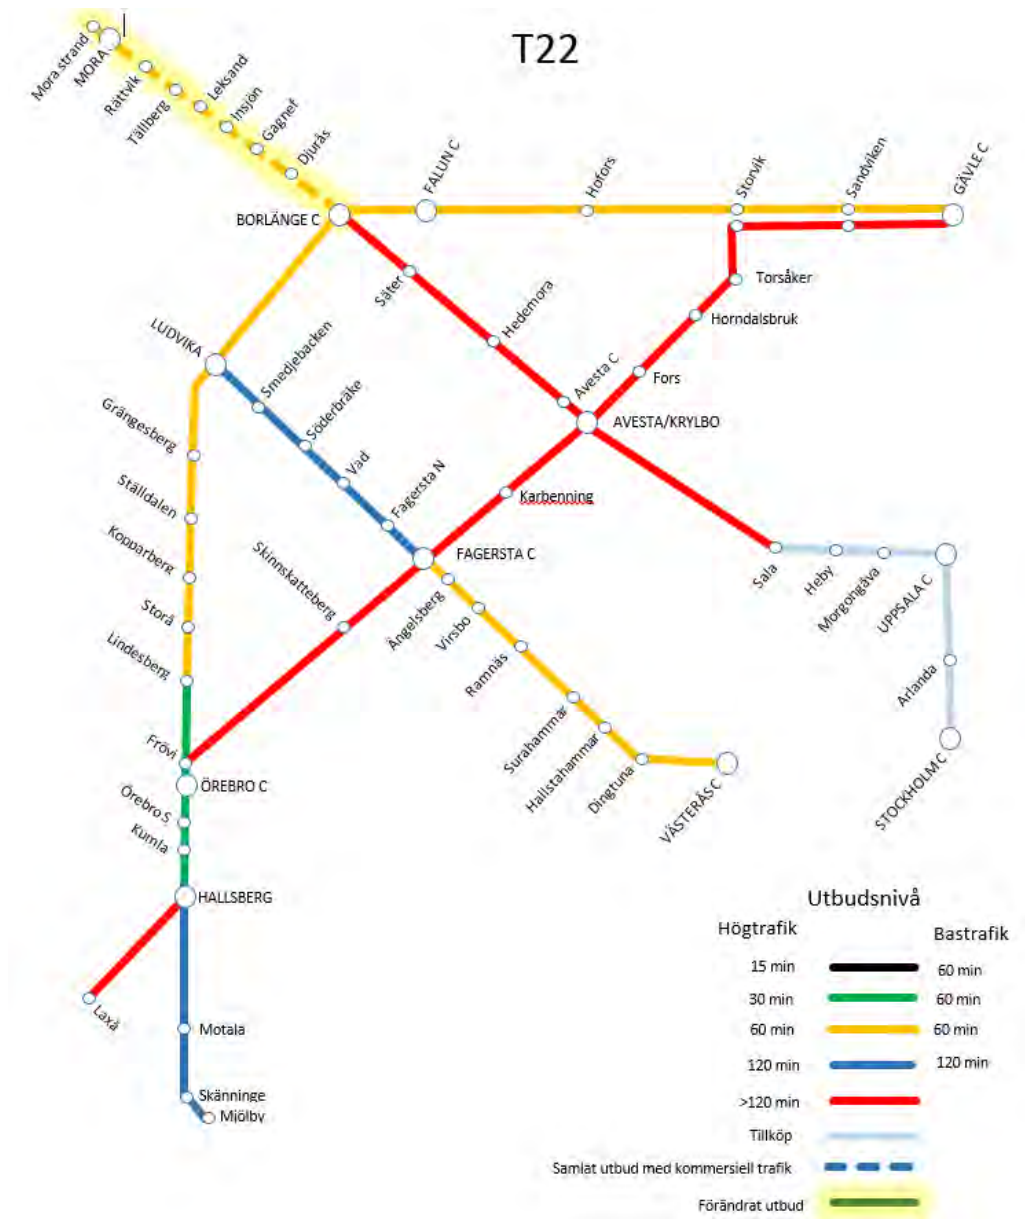 T22
Mora strand
MORA
Rättvik
Tällberg
Leksand
Insjön
Gagnef
Djurås
BORLÄNGE C
FALUN C
Hofors
Storvik
Sandviken
GÄVLE C
Torsåker
Horndalsbruk
Fors
Säter
Hedemora
Avesta C
AVESTA/KRYLBO
LUDVIKA
Smedjebacken
Söderbräke
Vad
Fagersta N
FAGERSTA C
Karbenning
Grängesberg
Ställdalen
Kopparberg
Storå
Lindesberg
Frövi
Skinnskatteberg
Ängelsberg
Virsbo
Ramnäs
Surahammar
Hallstahammar
Dingtuna
VÄSTERÅS C
Sala
Heby
Morgongåva
UPPSALA C
Arlanda
STOCKHOLM C
ÖREBRO C
Örebro S
Kumla
HALLSBERG
Laxå
Motala
Skänninge
Mjölby
Utbudsnivå
Högtrafik Bastrafik
15 min 60 min
30 min 60 min
60 min 60 min
120 min 120 min
>120 min
Tillköp
Samlat utbud med kommersiell trafik
Förändrat utbud